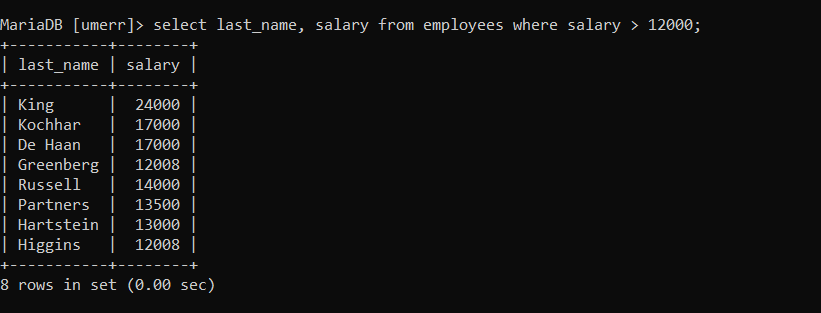 MariaDB [umerr]> select last_name, salary from employees where salary > 12000;
+-----------+--------+
| last_name | salary |
+-----------+--------+
| King      |  24000 |
| Kochhar   |  17000 |
| De Haan   |  17000 |
| Greenberg |  12008 |
| Russell   |  14000 |
| Partners  |  13500 |
| Hartstein |  13000 |
| Higgins   |  12008 |
+-----------+--------+
8 rows in set (0.00 sec)